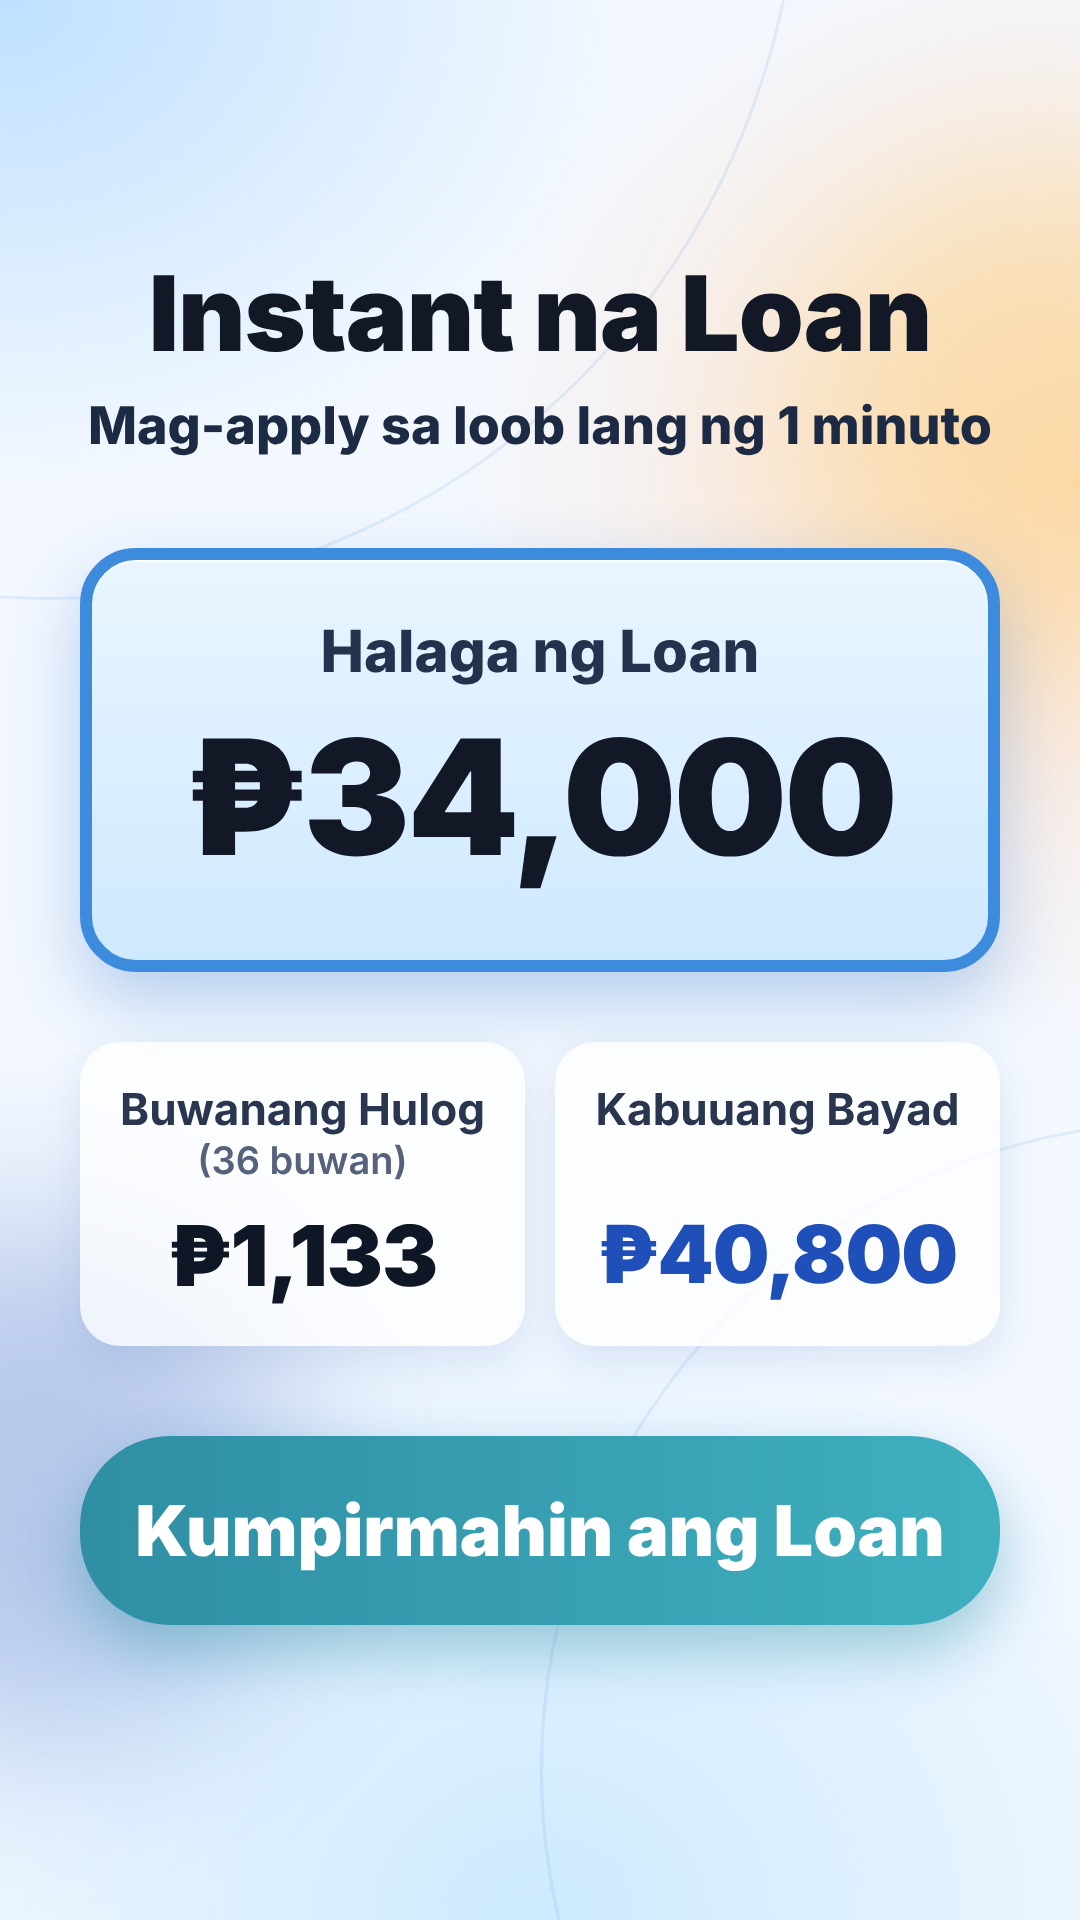 Instant na Loan
Mag-apply sa loob lang ng 1 minuto
Halaga ng Loan
₱34,000
Buwanang Hulog
(36 buwan)
₱1,133
Kabuuang Bayad
₱40,800
Kumpirmahin ang Loan